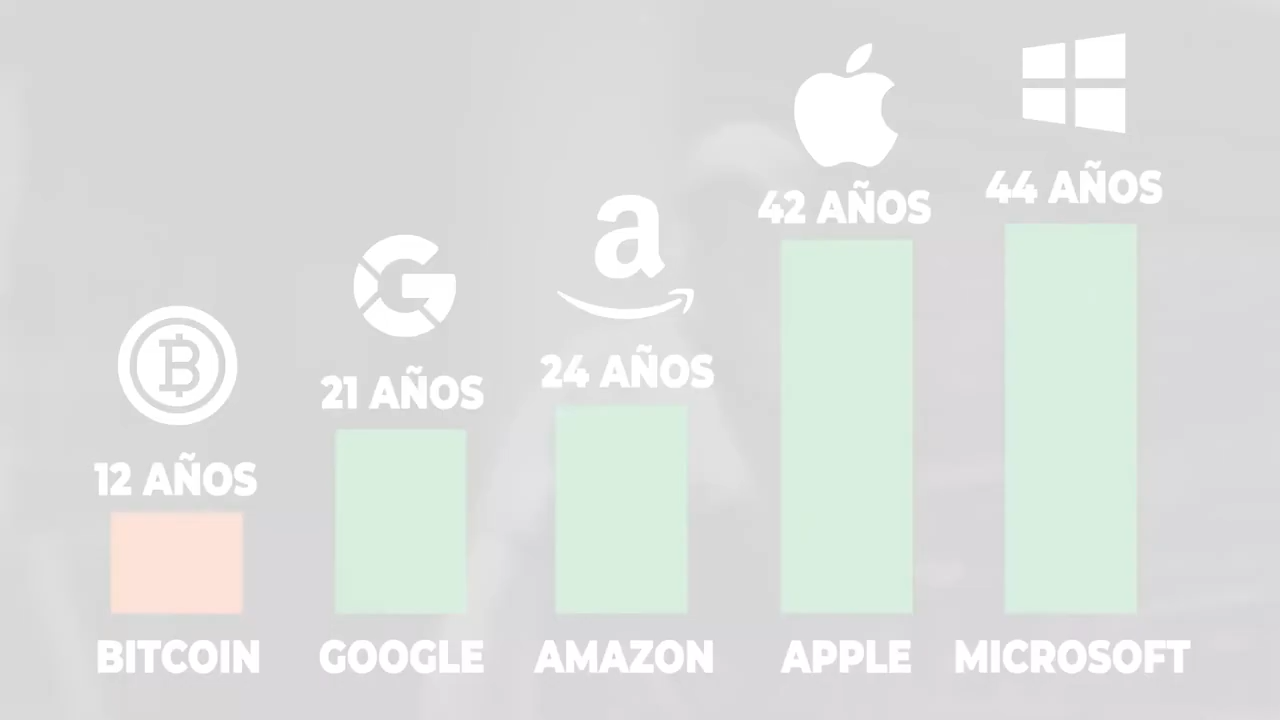 12 AÑOS
BITCOIN
21 AÑOS
GOOGLE
24 AÑOS
AMAZON
42 AÑOS
APPLE
44 AÑOS
MICROSOFT